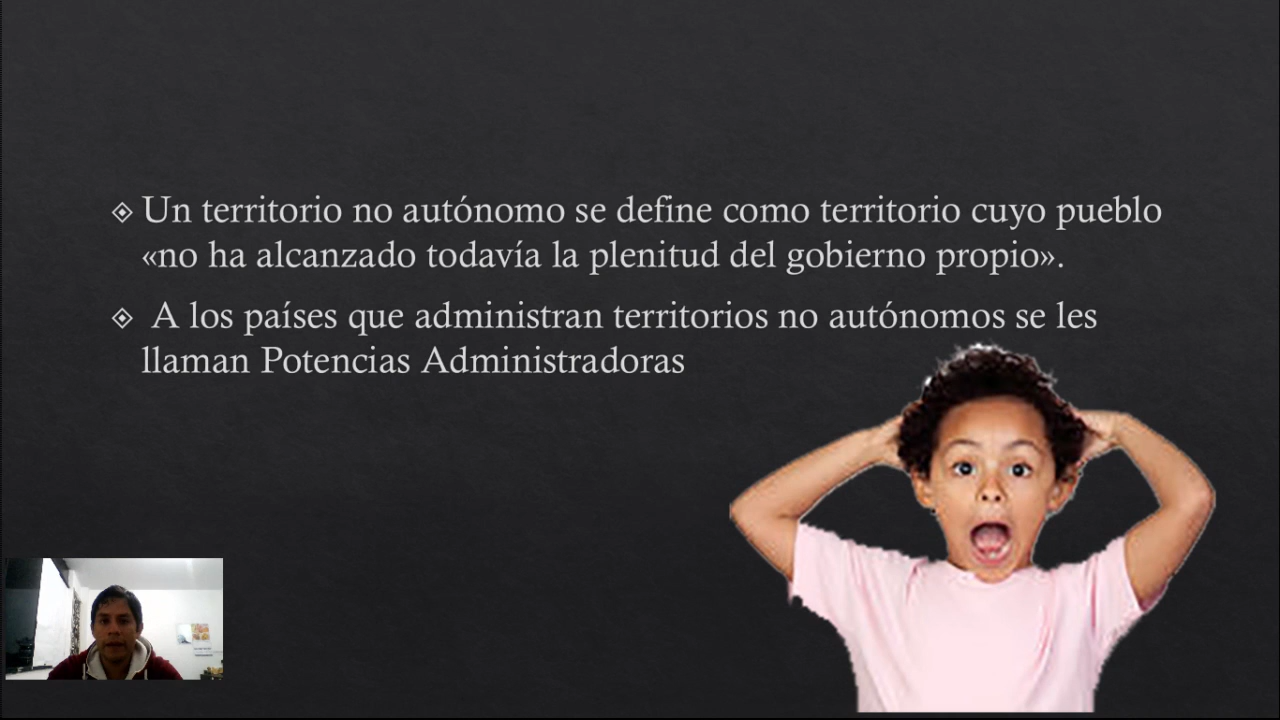 Un territorio no autónomo se define como territorio cuyo pueblo
«no ha alcanzado todavía la plenitud del gobierno propio».
A los países que administran territorios no autónomos se les
llaman Potencias Administradoras